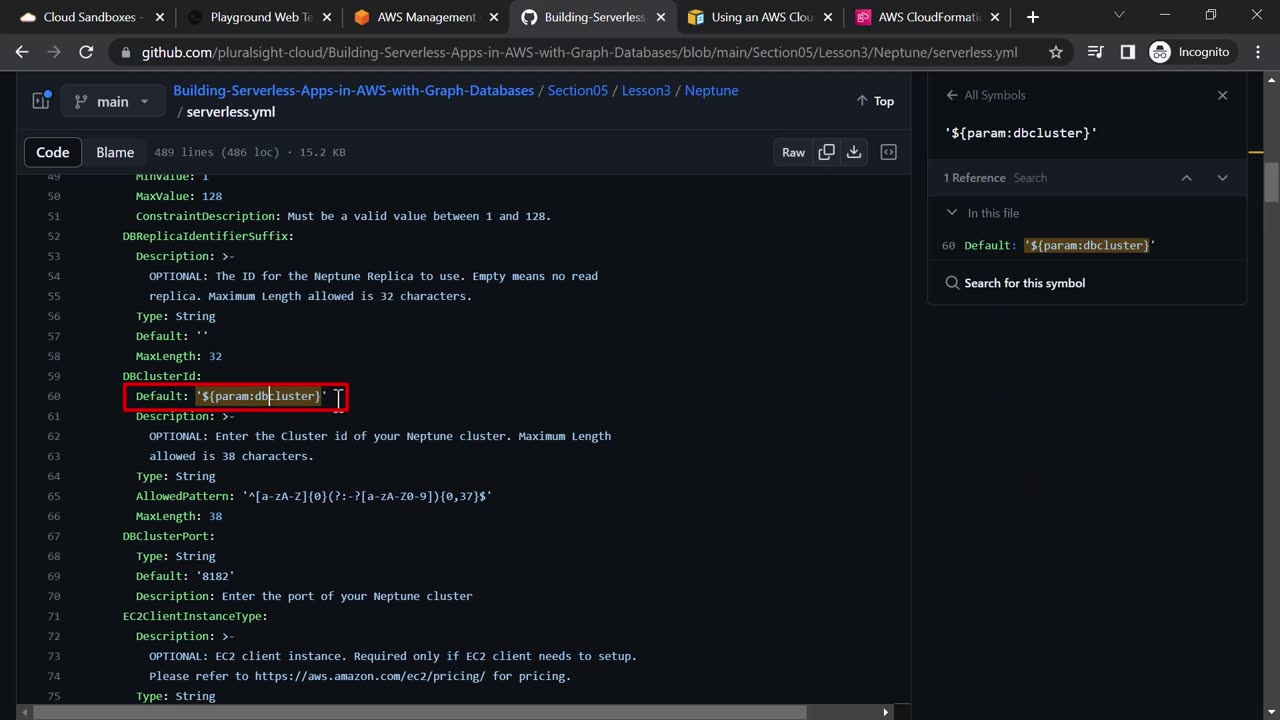 Cloud Sandboxes -
Playground Web Te
AWS Management
Building-Serverless
Using an AWS Clou
AWS CloudFormatic
github.com/pluralsight-cloud/Building-Serverless-Apps-in-AWS-with-Graph-Databases/blob/main/Section05/Lesson3/Neptune/serverless.yml
Incognito
main
Building-Serverless-Apps-in-AWS-with-Graph-Databases / Section05 / Lesson3 / Neptune
/ serverless.yml
Top
Code Blame 489 lines (486 loc) · 15.2 KB
Raw
49 MinValue: 1
50 MaxValue: 128
51 ConstraintDescription: Must be a valid value between 1 and 128.
52 DBReplicaIdentifierSuffix:
53 Description: >-
54 OPTIONAL: The ID for the Neptune Replica to use. Empty means no read
55 replica. Maximum Length allowed is 32 characters.
56 Type: String
57 Default: ''
58 MaxLength: 32
59 DBClusterId:
60 Default: '${param:dbcluster}'
61 Description: >-
62 OPTIONAL: Enter the Cluster id of your Neptune cluster. Maximum Length
63 allowed is 38 characters.
64 Type: String
65 AllowedPattern: '^[a-zA-Z]{0}(?:-?[a-zA-Z0-9]){0,37}$'
66 MaxLength: 38
67 DBClusterPort:
68 Type: String
69 Default: '8182'
70 Description: Enter the port of your Neptune cluster
71 EC2ClientInstanceType:
72 Description: >-
73 OPTIONAL: EC2 client instance. Required only if EC2 client needs to setup.
74 Please refer to https://aws.amazon.com/ec2/pricing/ for pricing.
75 Type: String
All Symbols
'${param:dbcluster}'
1 Reference Search
In this file
60 Default: '${param:dbcluster}'
Search for this symbol